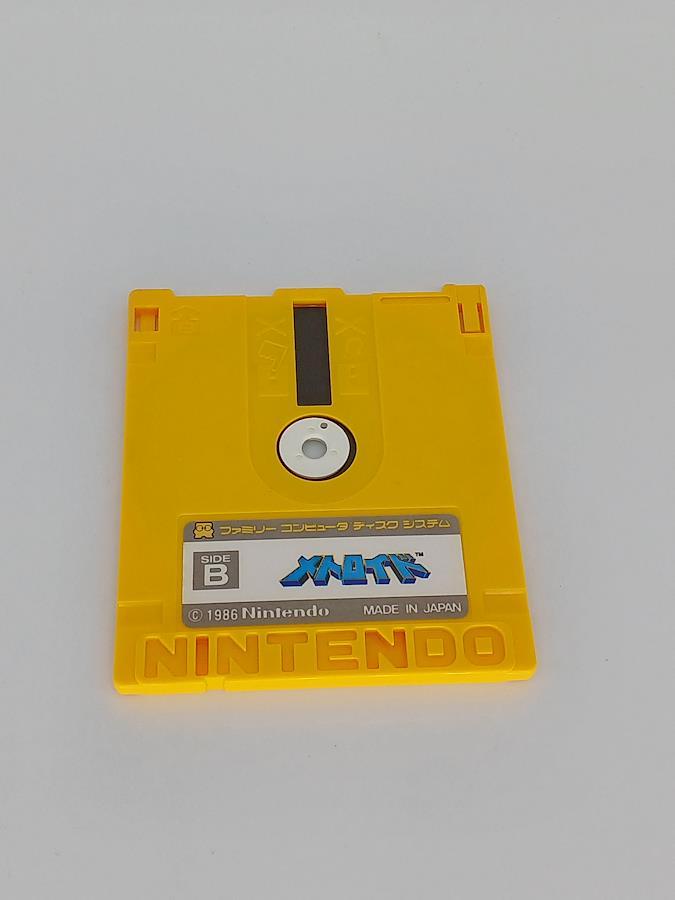 ファミリー コンピュータ ディスク システム
SIDE
B
メトロイド™
© 1986 Nintendo
MADE IN JAPAN
NINTENDO